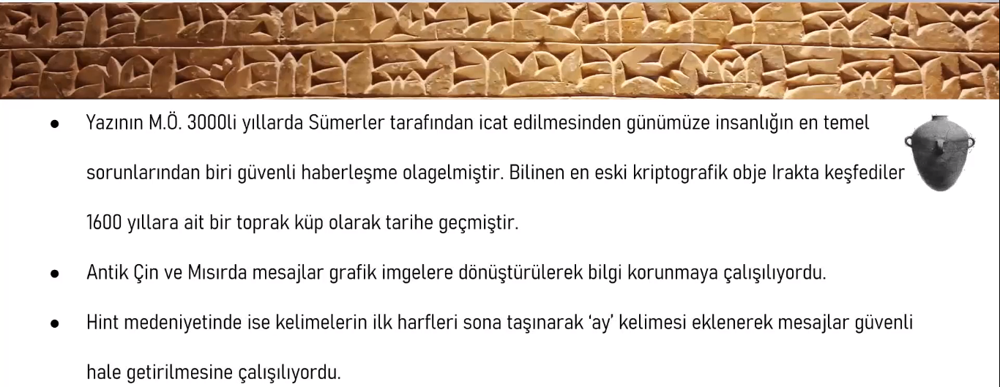 ● Yazının M.Ö. 3000li yıllarda Sümerler tarafından icat edilmesinden günümüze insanlığın en temel
sorunlarından biri güvenli haberleşme olagelmiştir. Bilinen en eski kriptografik obje Irakta keşfediler
1600 yıllara ait bir toprak küp olarak tarihe geçmiştir.
● Antik Çin ve Mısırda mesajlar grafik imgelere dönüştürülerek bilgi korunmaya çalışılıyordu.
● Hint medeniyetinde ise kelimelerin ilk harfleri sona taşınarak ‘ay’ kelimesi eklenerek mesajlar güvenli
hale getirilmesine çalışılıyordu.